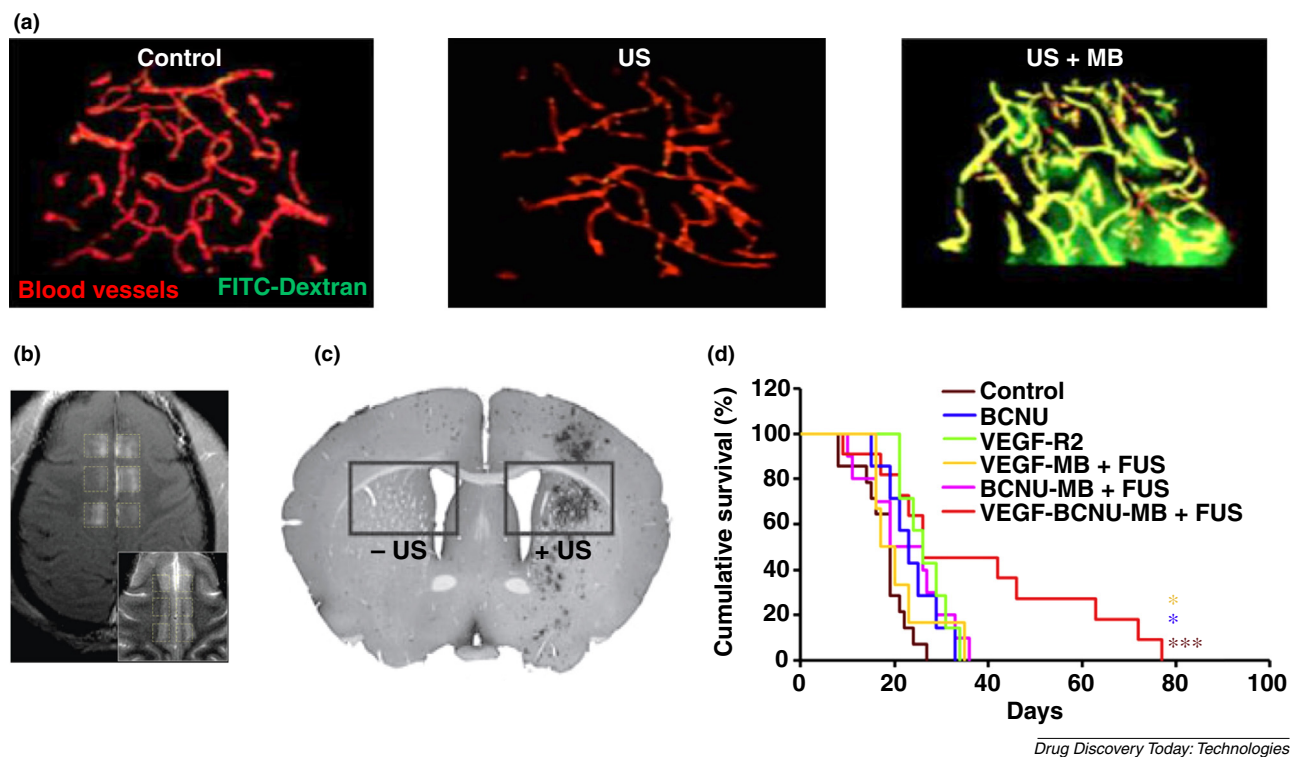 (a)
Control
US
US + MB
Blood vessels
FITC-Dextran
(b)
(c)
(d)
– US
+ US
Cumulative survival (%)
120
100
80
60
40
20
0
Control
BCNU
VEGF-R2
VEGF-MB + FUS
BCNU-MB + FUS
VEGF-BCNU-MB + FUS
*
*
***
0
20
40
60
80
100
Days
Drug Discovery Today: Technologies